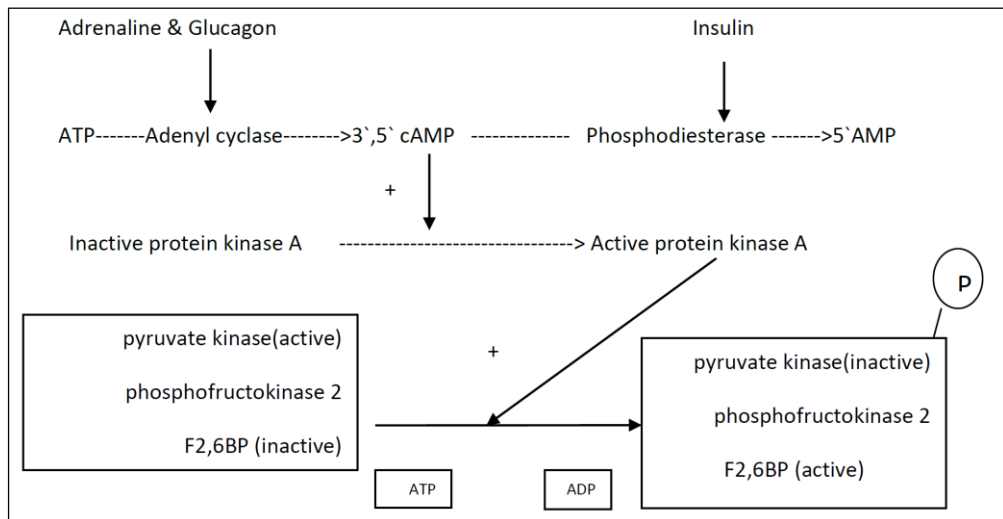 Adrenaline & Glucagon Insulin
ATP-------Adenyl cyclase-------->3`,5` cAMP -------------- Phosphodiesterase ------>5`AMP
+
Inactive protein kinase A --------------------------------> Active protein kinase A
P
pyruvate kinase(active)
+
pyruvate kinase(inactive)
phosphofructokinase 2
phosphofructokinase 2
F2,6BP (inactive)
F2,6BP (active)
ATP ADP